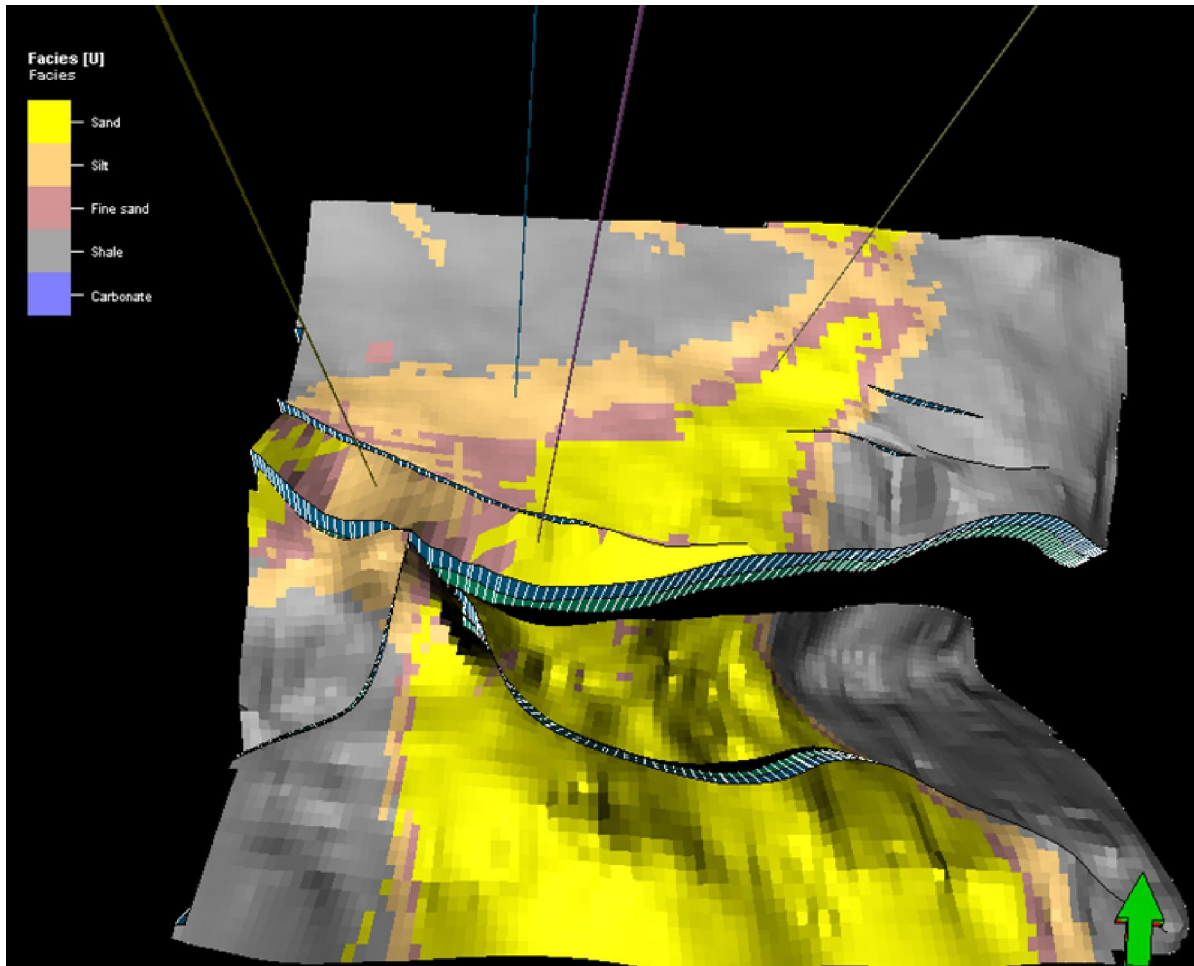 Facies [U]
Facies
Sand
Silt
Fine sand
Shale
Carbonate